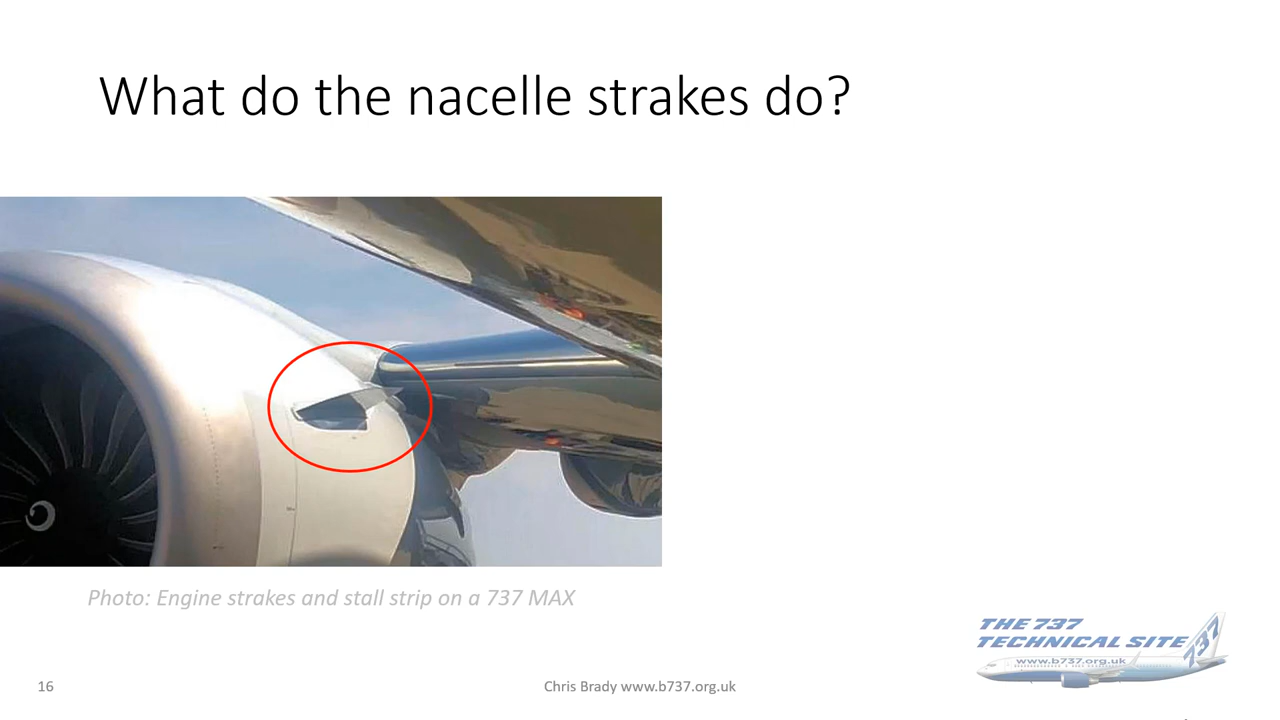 What do the nacelle strakes do?
Photo: Engine strakes and stall strip on a 737 MAX
THE 737
TECHNICAL SITE
737
www.b737.org.uk
16
Chris Brady www.b737.org.uk